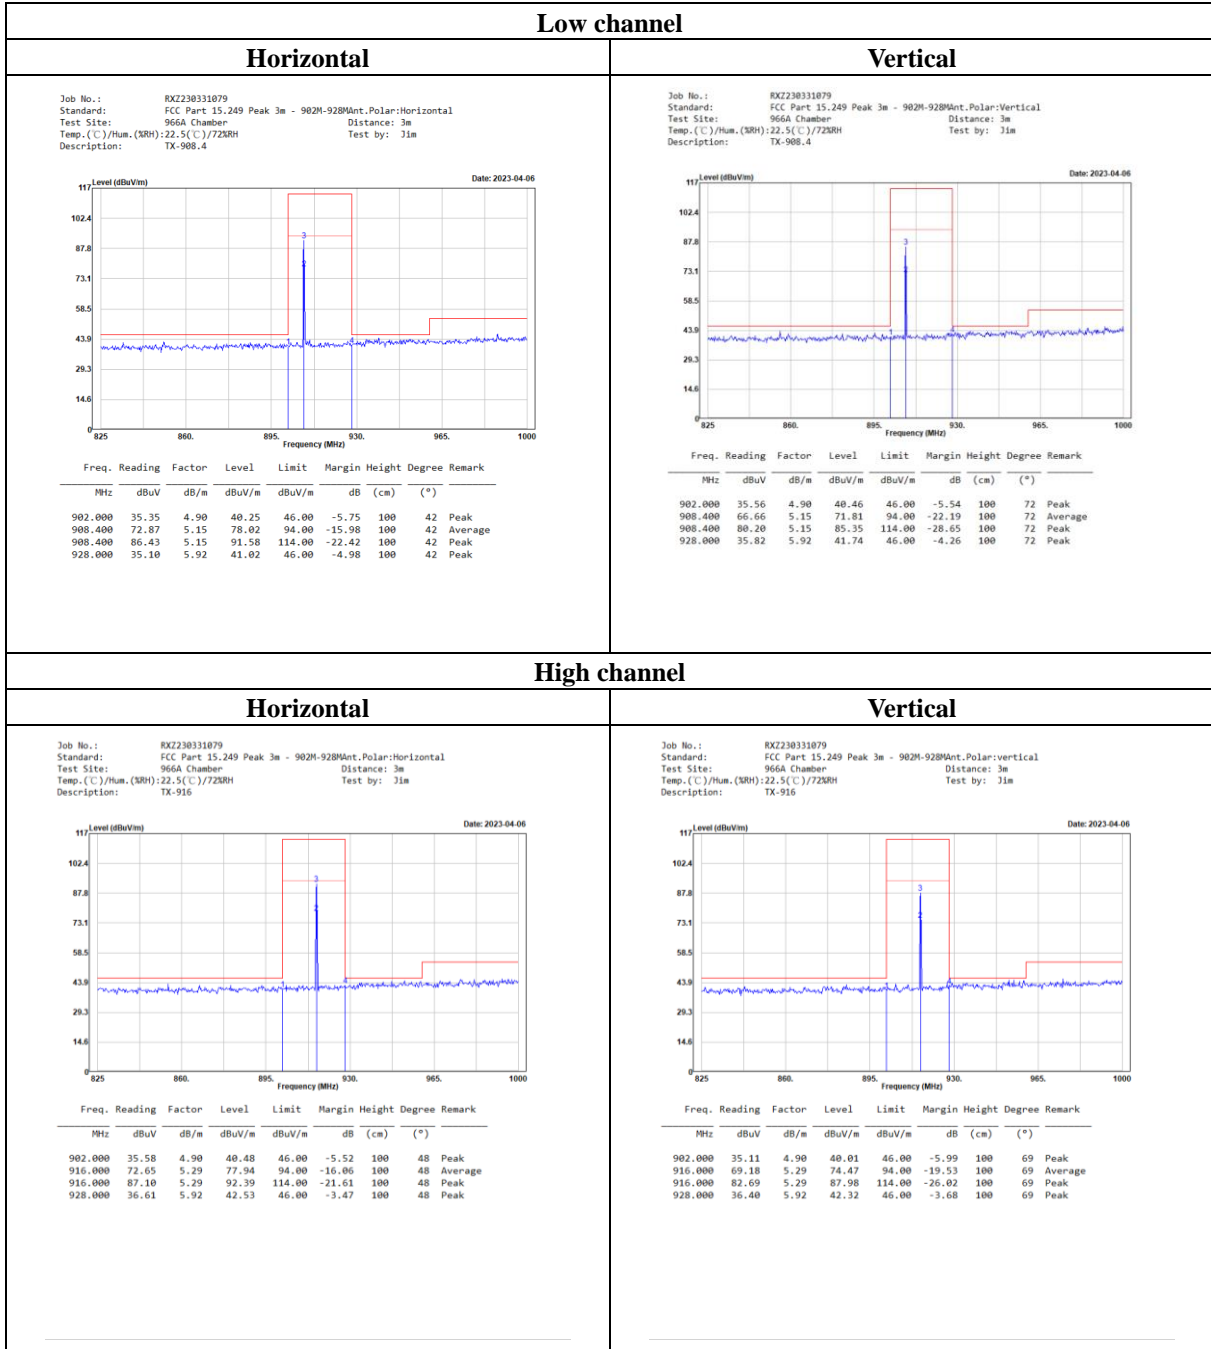 Low channel
Horizontal
Vertical
Job No.: RXZ230331079
Standard: FCC Part 15.249 Peak 3m - 902M-928MAnt.Polar:Horizontal
Test Site: 966A Chamber Distance: 3m
Temp.(℃)/Hum.(%RH):22.5(℃)/72%RH Test by: Jim
Description: TX-908.4
117 Level (dBuV/m) Date: 2023-04-06
102.4
87.8
73.1
58.5
43.9
29.3
14.6
0
825 860. 895. 930. 965. 1000
Frequency (MHz)
1 2 3 4
Freq. Reading Factor Level Limit Margin Height Degree Remark
MHz dBuV dB/m dBuV/m dBuV/m dB (cm) (°)
902.000 35.35 4.90 40.25 46.00 -5.75 100 42 Peak
908.400 72.87 5.15 78.02 94.00 -15.98 100 42 Average
908.400 86.43 5.15 91.58 114.00 -22.42 100 42 Peak
928.000 35.10 5.92 41.02 46.00 -4.98 100 42 Peak
Job No.: RXZ230331079
Standard: FCC Part 15.249 Peak 3m - 902M-928MAnt.Polar:Vertical
Test Site: 966A Chamber Distance: 3m
Temp.(℃)/Hum.(%RH):22.5(℃)/72%RH Test by: Jim
Description: TX-908.4
117 Level (dBuV/m) Date: 2023-04-06
102.4
87.8
73.1
58.5
43.9
29.3
14.6
0
825 860. 895. 930. 965. 1000
Frequency (MHz)
1 2 3 4
Freq. Reading Factor Level Limit Margin Height Degree Remark
MHz dBuV dB/m dBuV/m dBuV/m dB (cm) (°)
902.000 35.56 4.90 40.46 46.00 -5.54 100 72 Peak
908.400 66.66 5.15 71.81 94.00 -22.19 100 72 Average
908.400 80.20 5.15 85.35 114.00 -28.65 100 72 Peak
928.000 35.82 5.92 41.74 46.00 -4.26 100 72 Peak
High channel
Horizontal
Vertical
Job No.: RXZ230331079
Standard: FCC Part 15.249 Peak 3m - 902M-928MAnt.Polar:Horizontal
Test Site: 966A Chamber Distance: 3m
Temp.(℃)/Hum.(%RH):22.5(℃)/72%RH Test by: Jim
Description: TX-916
117 Level (dBuV/m) Date: 2023-04-06
102.4
87.8
73.1
58.5
43.9
29.3
14.6
0
825 860. 895. 930. 965. 1000
Frequency (MHz)
1 2 3 4
Freq. Reading Factor Level Limit Margin Height Degree Remark
MHz dBuV dB/m dBuV/m dBuV/m dB (cm) (°)
902.000 35.58 4.90 40.48 46.00 -5.52 100 48 Peak
916.000 72.65 5.29 77.94 94.00 -16.06 100 48 Average
916.000 87.10 5.29 92.39 114.00 -21.61 100 48 Peak
928.000 36.61 5.92 42.53 46.00 -3.47 100 48 Peak
Job No.: RXZ230331079
Standard: FCC Part 15.249 Peak 3m - 902M-928MAnt.Polar:vertical
Test Site: 966A Chamber Distance: 3m
Temp.(℃)/Hum.(%RH):22.5(℃)/72%RH Test by: Jim
Description: TX-916
117 Level (dBuV/m) Date: 2023-04-06
102.4
87.8
73.1
58.5
43.9
29.3
14.6
0
825 860. 895. 930. 965. 1000
Frequency (MHz)
1 2 3 4
Freq. Reading Factor Level Limit Margin Height Degree Remark
MHz dBuV dB/m dBuV/m dBuV/m dB (cm) (°)
902.000 35.11 4.90 40.01 46.00 -5.99 100 69 Peak
916.000 69.18 5.29 74.47 94.00 -19.53 100 69 Average
916.000 82.69 5.29 87.98 114.00 -26.02 100 69 Peak
928.000 36.40 5.92 42.32 46.00 -3.68 100 69 Peak